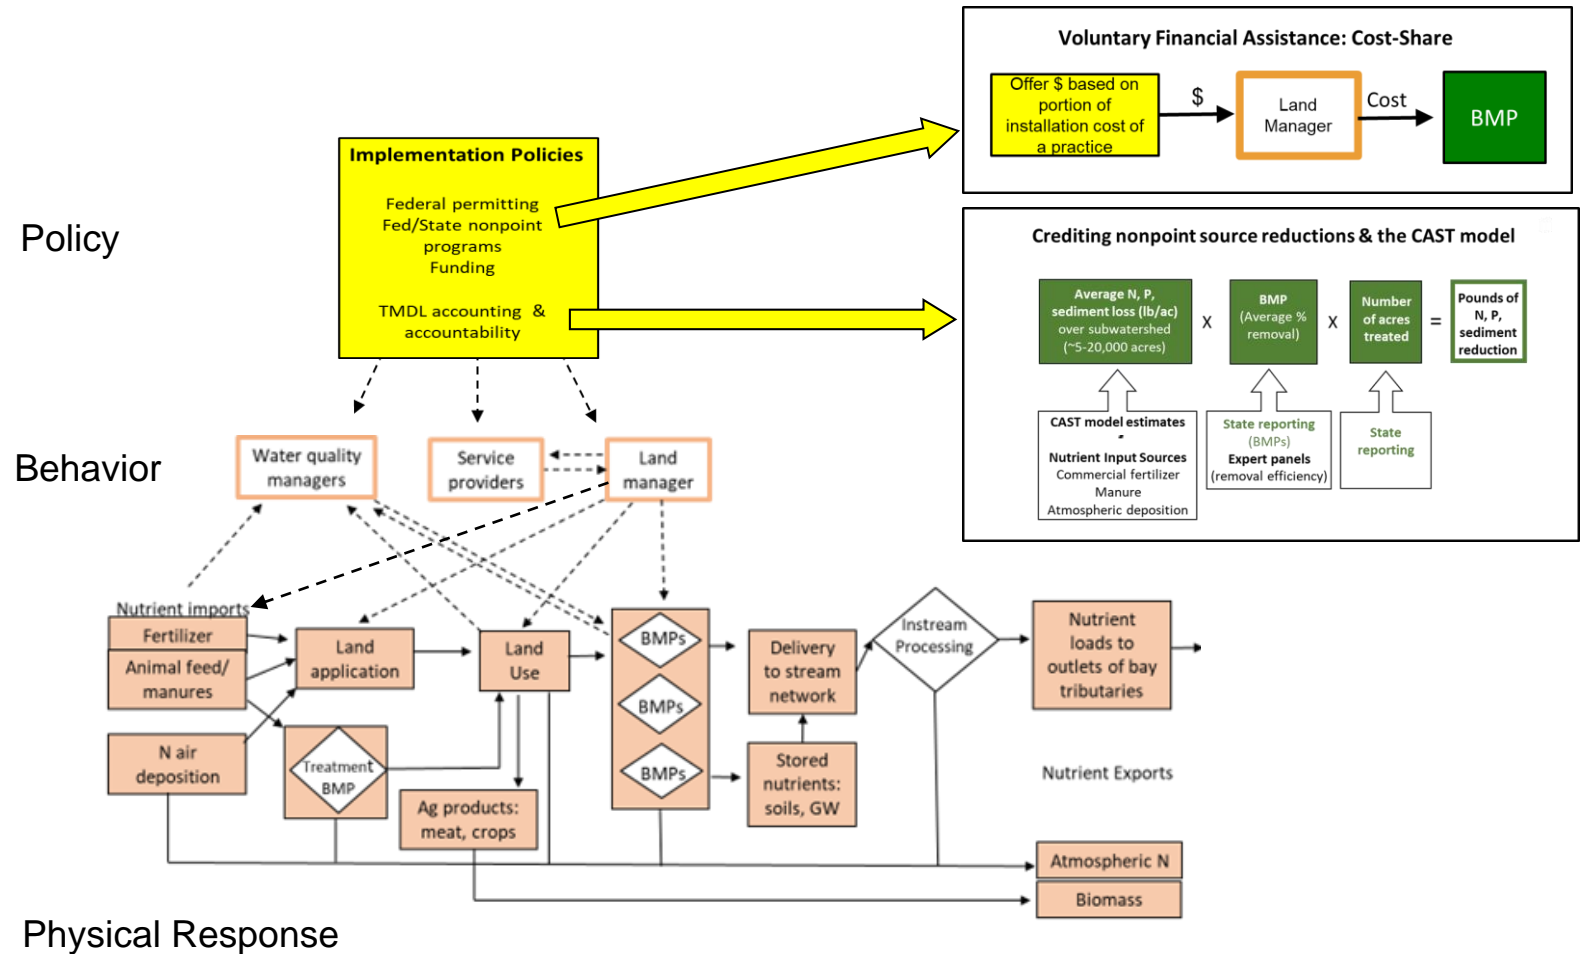 Voluntary Financial Assistance: Cost-Share
Offer $ based on
portion of
installation cost of
a practice
$
Land
Manager
Cost
BMP
Implementation Policies
Federal permitting
Fed/State nonpoint
programs
Funding
TMDL accounting &
accountability
Policy
Crediting nonpoint source reductions & the CAST model
Average N, P,
sediment loss (lb/ac)
over subwatershed
(~5-20,000 acres)
X
BMP
(Average %
removal)
X
Number
of acres
treated
=
Pounds of
N, P,
sediment
reduction
CAST model estimates
Nutrient Input Sources
Commercial fertilizer
Manure
Atmospheric deposition
State reporting
(BMPs)
Expert panels
(removal efficiency)
State
reporting
Behavior
Water quality
managers
Service
providers
Land
manager
Nutrient imports
Fertilizer
Animal feed/
manures
N air
deposition
Land
application
Treatment
BMP
Land
Use
Ag products:
meat, crops
BMPs
BMPs
BMPs
Delivery
to stream
network
Stored
nutrients:
soils, GW
Instream
Processing
Nutrient
loads to
outlets of bay
tributaries
Nutrient Exports
Atmospheric N
Biomass
Physical Response